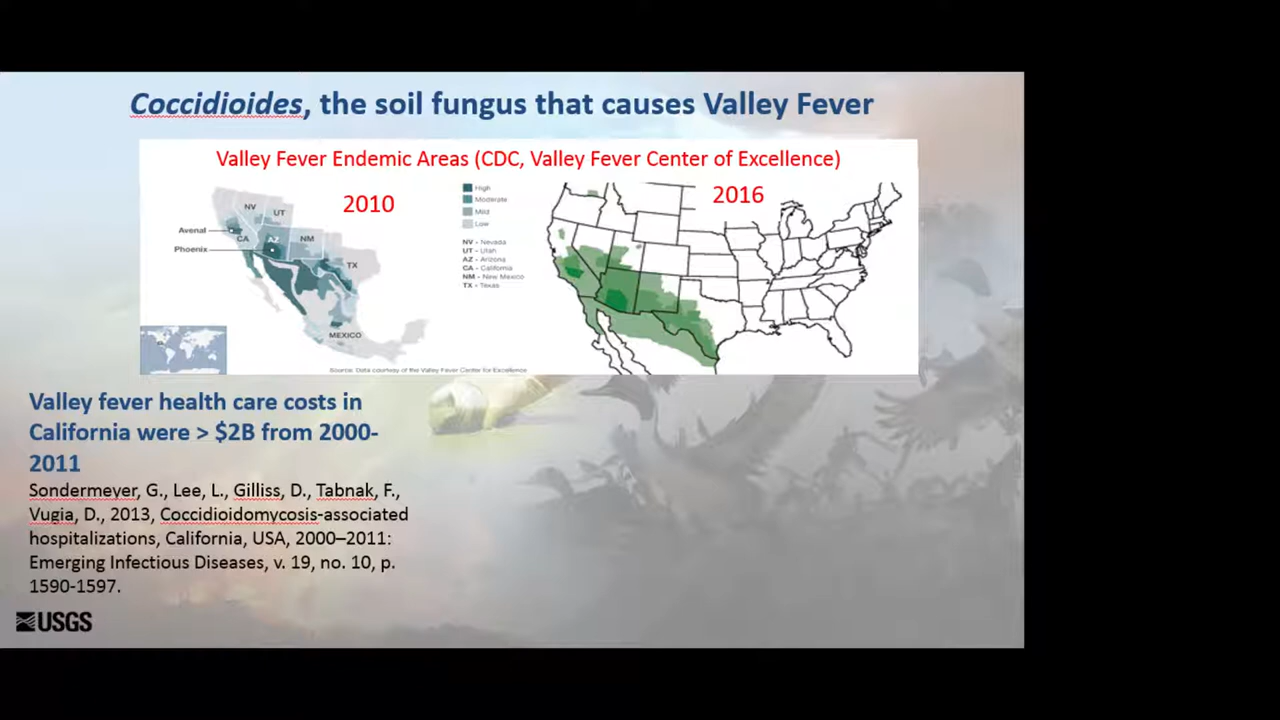 Coccidioides, the soil fungus that causes Valley Fever
Valley Fever Endemic Areas (CDC, Valley Fever Center of Excellence)
2010
2016
NV
UT
Avenal
CA
AZ
NM
Phoenix
TX
MEXICO
High
Moderate
Mild
Low
NV - Nevada
UT - Utah
AZ - Arizona
CA - California
NM - New Mexico
TX - Texas
Source: Data courtesy of the Valley Fever Center for Excellence
Valley fever health care costs in
California were > $2B from 2000-
2011
Sondermeyer, G., Lee, L., Gilliss, D., Tabnak, F.,
Vugia, D., 2013, Coccidioidomycosis-associated
hospitalizations, California, USA, 2000–2011:
Emerging Infectious Diseases, v. 19, no. 10, p.
1590-1597.
USGS